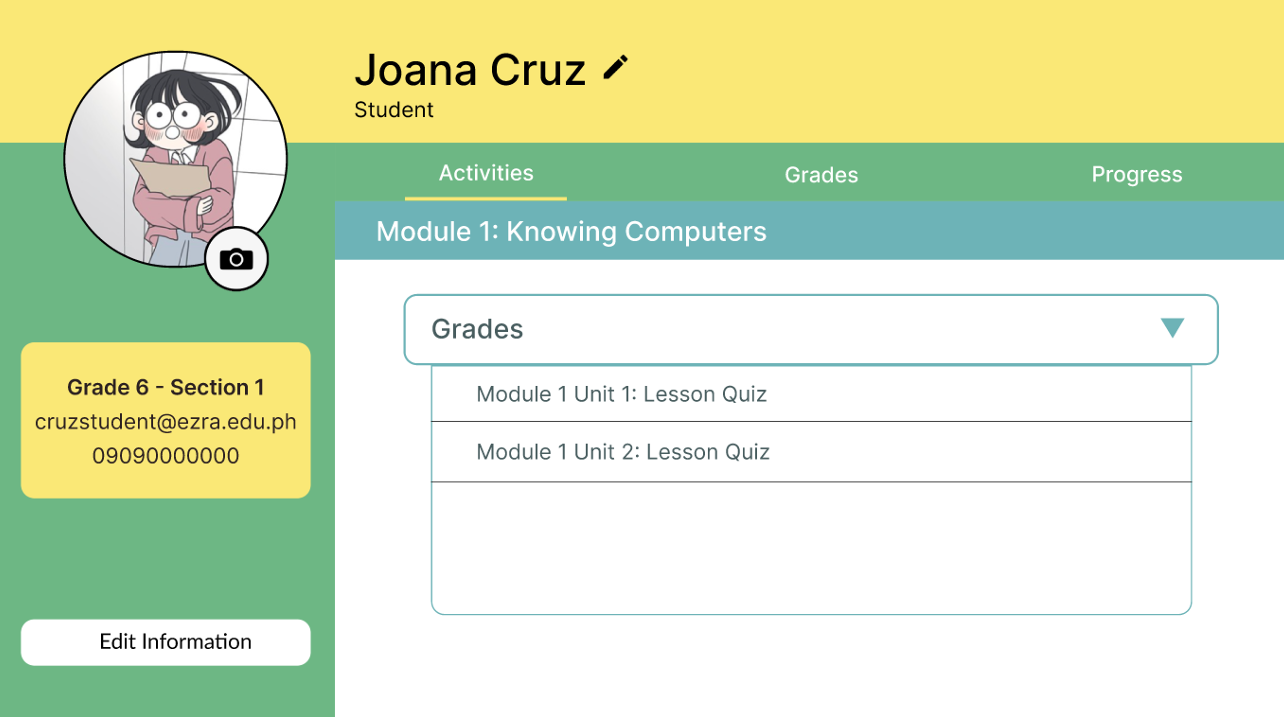 Joana Cruz
Student
Activities
Grades
Progress
Module 1: Knowing Computers
Grades
Module 1 Unit 1: Lesson Quiz
Module 1 Unit 2: Lesson Quiz
Grade 6 - Section 1
cruzstudent@ezra.edu.ph
09090000000
Edit Information